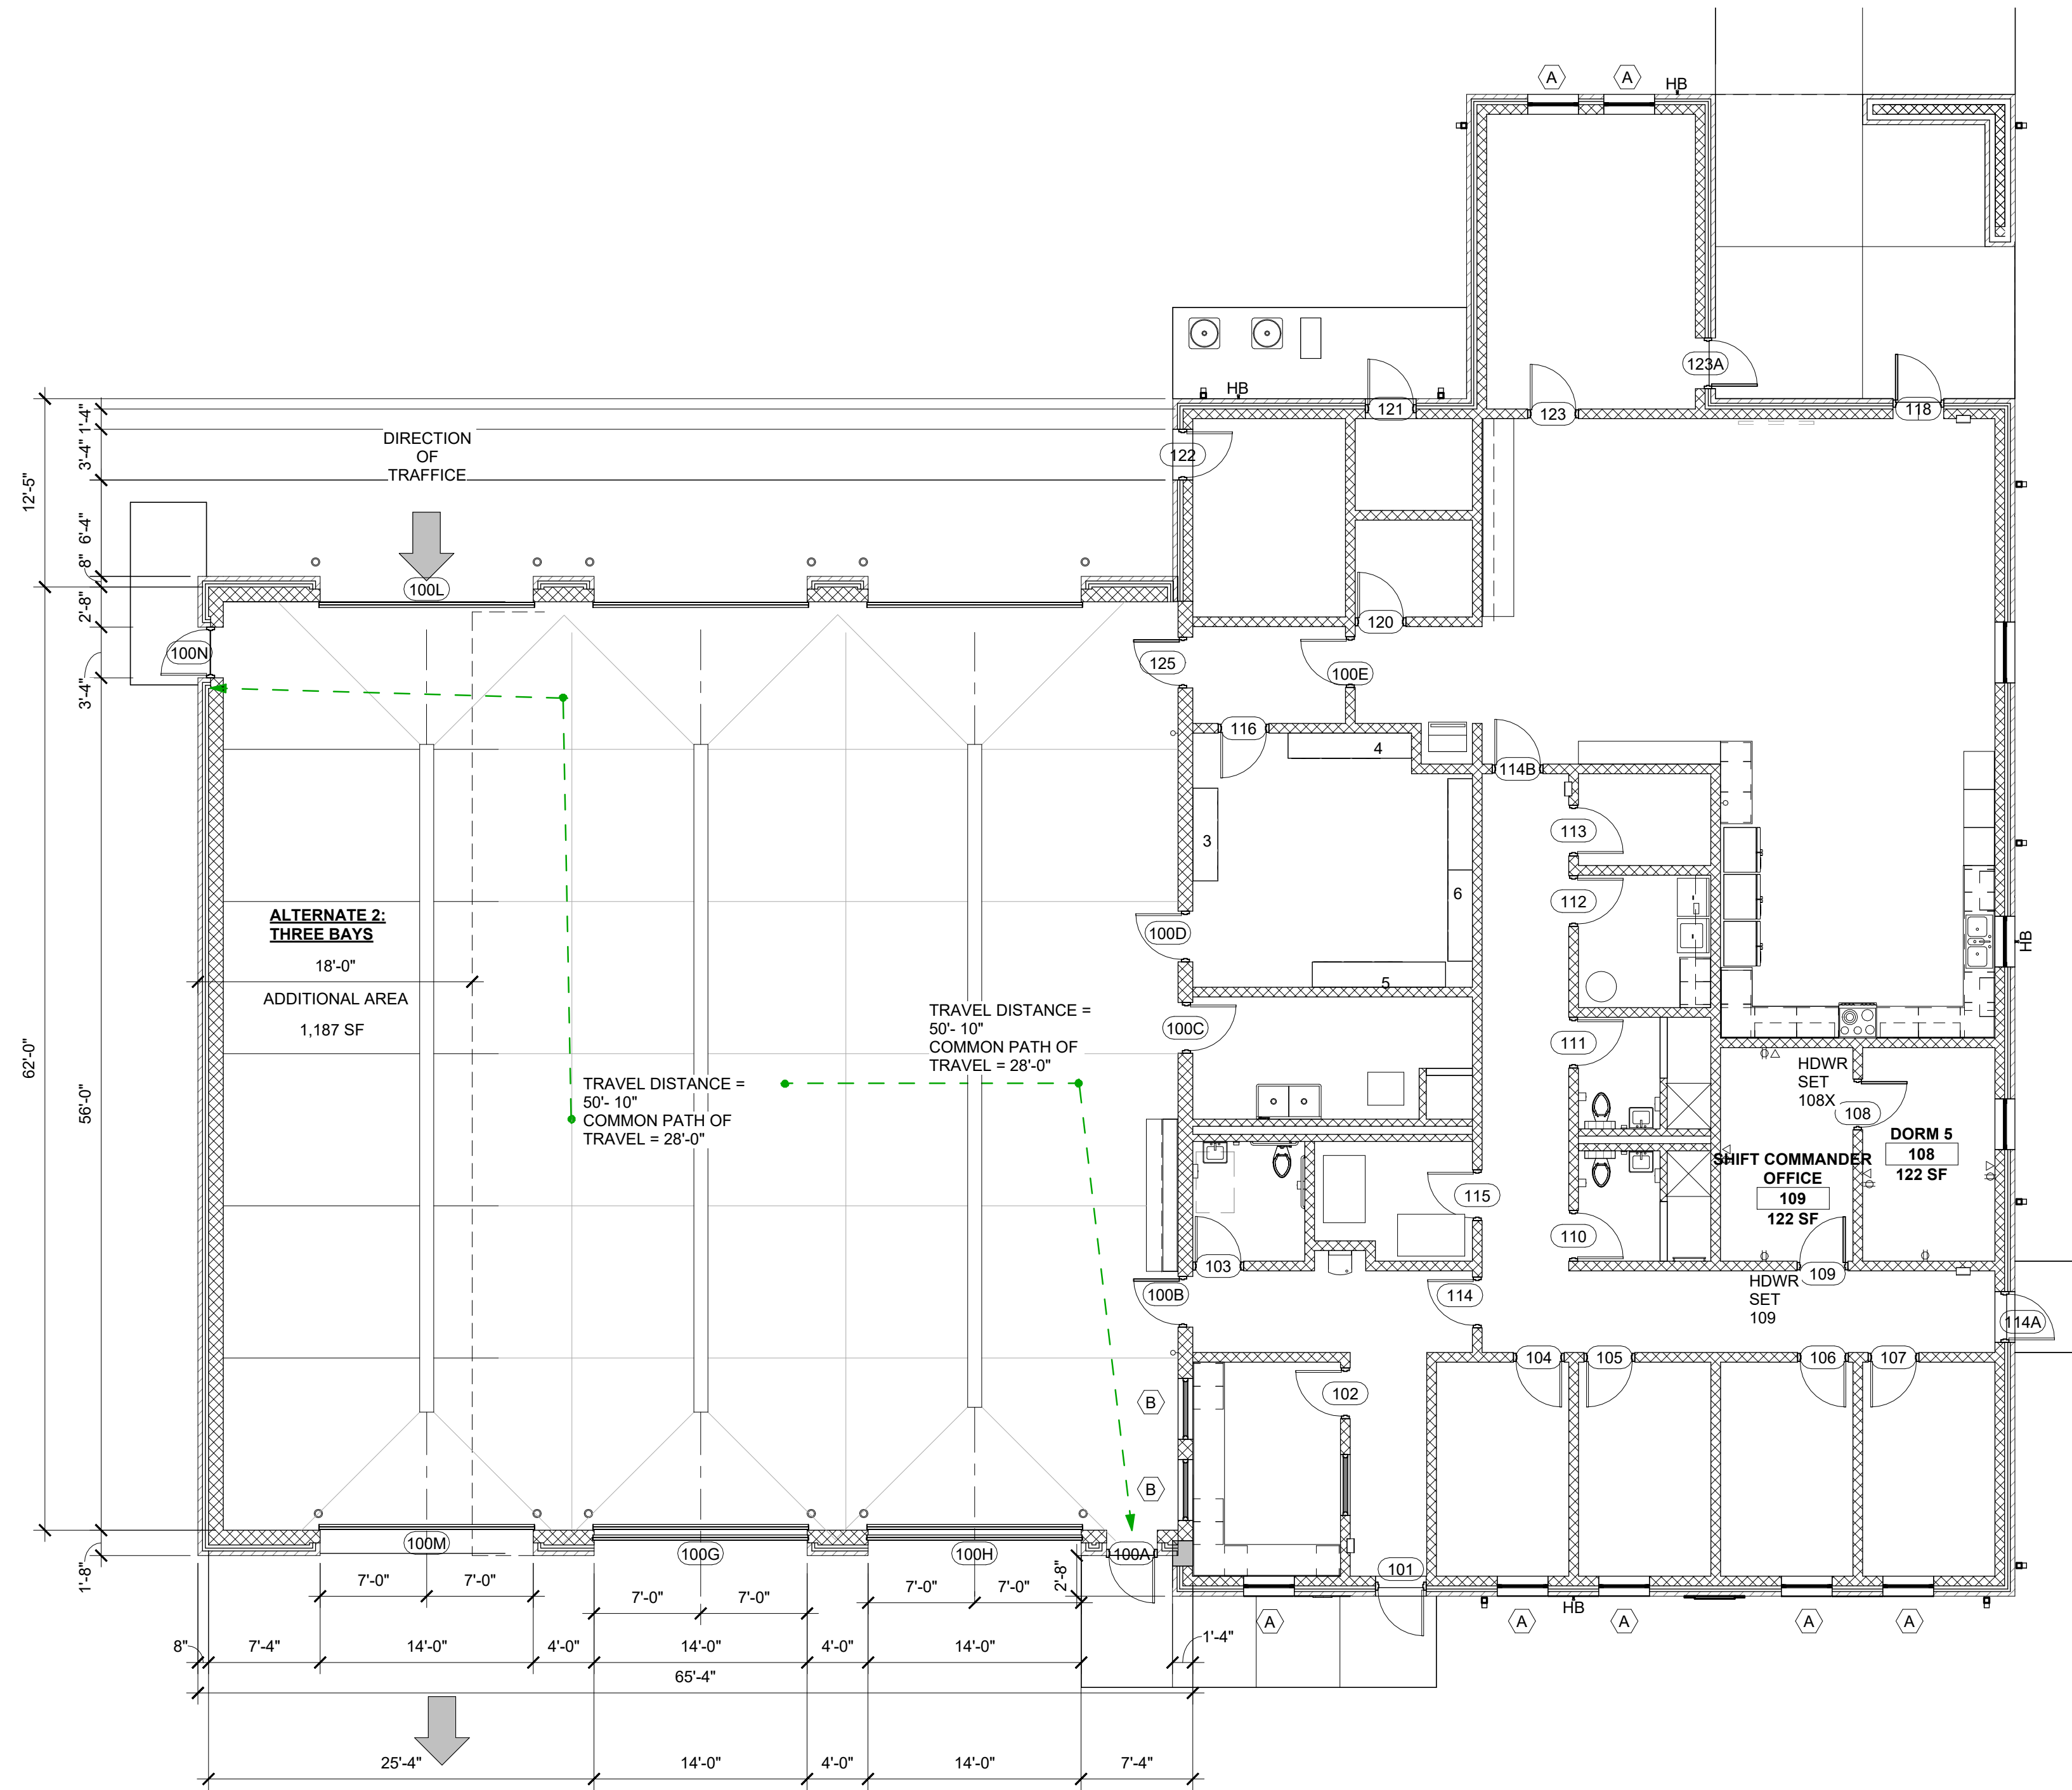 A
A
HB
HB
121
123
123A
118
122
DIRECTION
OF
TRAFFICE
12'-5"
1'-4"
3'-4"
6'-4"
8"
2'-8"
3'-4"
100L
100N
125
120
100E
116
4
114B
3
113
6
112
100D
HB
ALTERNATE 2:
THREE BAYS
18'-0"
ADDITIONAL AREA
1,187 SF
5
TRAVEL DISTANCE =
50'- 10"
COMMON PATH OF
TRAVEL = 28'-0"
100C
111
62'-0"
56'-0"
TRAVEL DISTANCE =
50'- 10"
COMMON PATH OF
TRAVEL = 28'-0"
HDWR
SET
108X
108
DORM 5
108
122 SF
SHIFT COMMANDER
OFFICE
109
122 SF
115
110
103
109
100B
114
HDWR
SET
109
114A
104
105
106
107
102
B
B
100M
100G
100H
100A
101
1'-8"
7'-0"
7'-0"
7'-0"
7'-0"
7'-0"
7'-0"
2'-8"
A
A
HB
A
A
A
8"
7'-4"
14'-0"
4'-0"
14'-0"
4'-0"
14'-0"
1'-4"
65'-4"
25'-4"
14'-0"
4'-0"
14'-0"
7'-4"